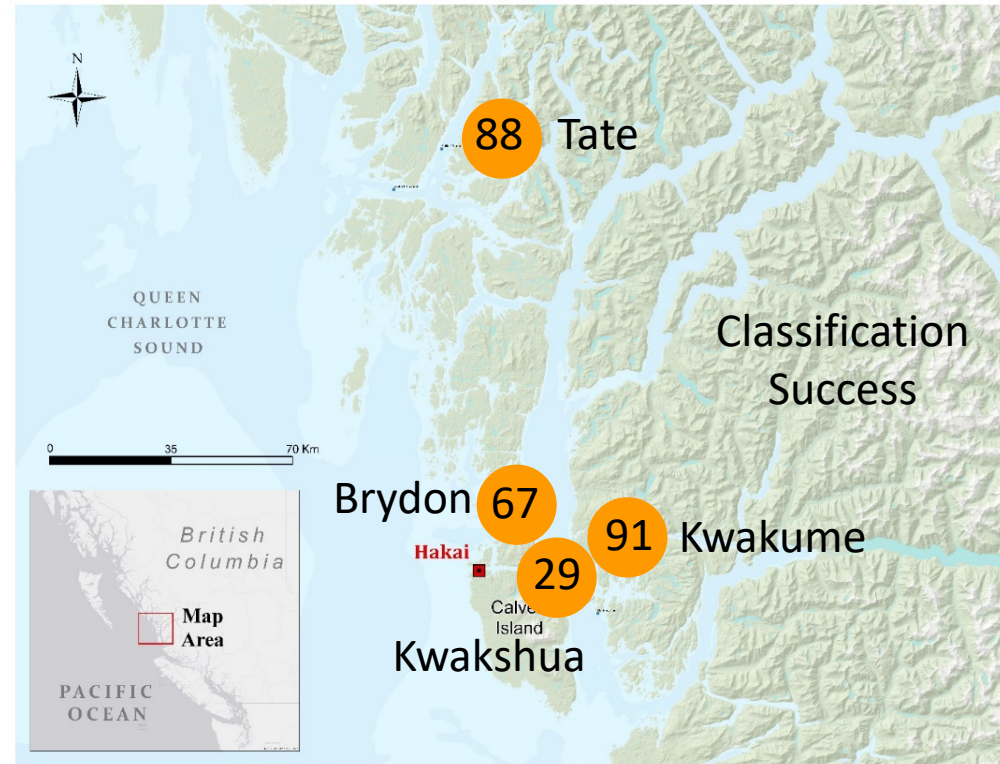 N
88 Tate
QUEEN
CHARLOTTE
SOUND
Classification
Success
0 35 70 Km
Brydon 67
91 Kwakume
Hakai
29
Calve
Island
Kwakshua
British
Columbia
Map
Area
PACIFIC
OCEAN